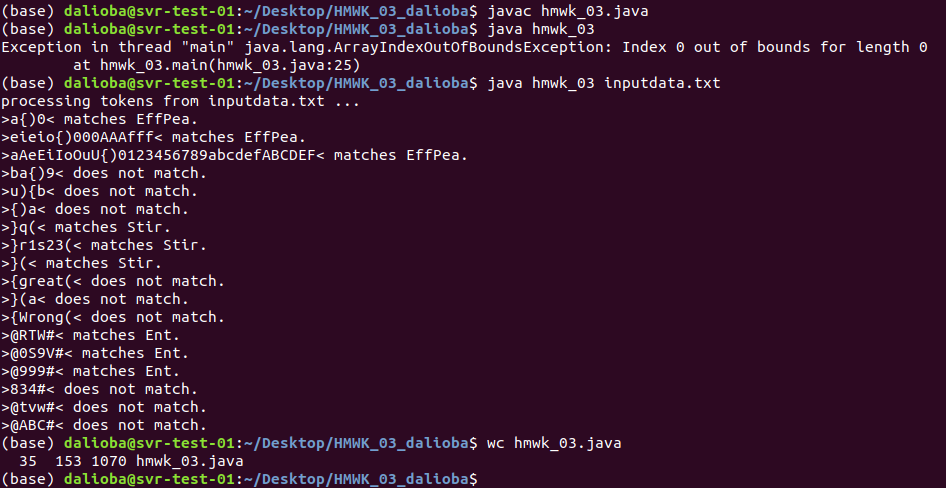 (base) dalioba@svr-test-01:~/Desktop/HMWK_03_dalioba$ javac hmwk_03.java
(base) dalioba@svr-test-01:~/Desktop/HMWK_03_dalioba$ java hmwk_03
Exception in thread "main" java.lang.ArrayIndexOutOfBoundsException: Index 0 out of bounds for length 0
        at hmwk_03.main(hmwk_03.java:25)
(base) dalioba@svr-test-01:~/Desktop/HMWK_03_dalioba$ java hmwk_03 inputdata.txt
processing tokens from inputdata.txt ...
>a{)0< matches EffPea.
>eieio{)000AAAfff< matches EffPea.
>aAeEiIoOuU{)0123456789abcdefABCDEF< matches EffPea.
>ba{)9< does not match.
>u){b< does not match.
>{)a< does not match.
>}q(< matches Stir.
>}r1s23(< matches Stir.
>}(< matches Stir.
>{great(< does not match.
>}(a< does not match.
>{Wrong(< does not match.
>@RTW#< matches Ent.
>@0S9V#< matches Ent.
>@999#< matches Ent.
>834#< does not match.
>@tvw#< does not match.
>@ABC#< does not match.
(base) dalioba@svr-test-01:~/Desktop/HMWK_03_dalioba$ wc hmwk_03.java
  35  153 1070 hmwk_03.java
(base) dalioba@svr-test-01:~/Desktop/HMWK_03_dalioba$